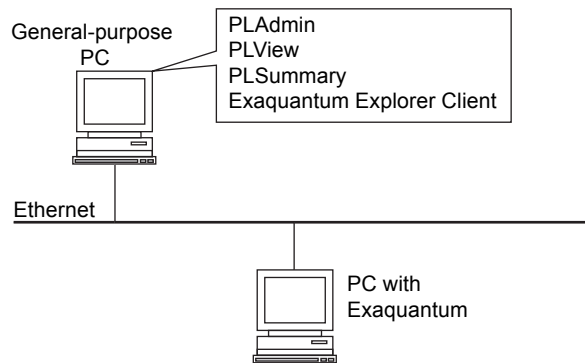 General-purpose
PC
PLAdmin
PLView
PLSummary
Exaquantum Explorer Client
Ethernet
PC with
Exaquantum